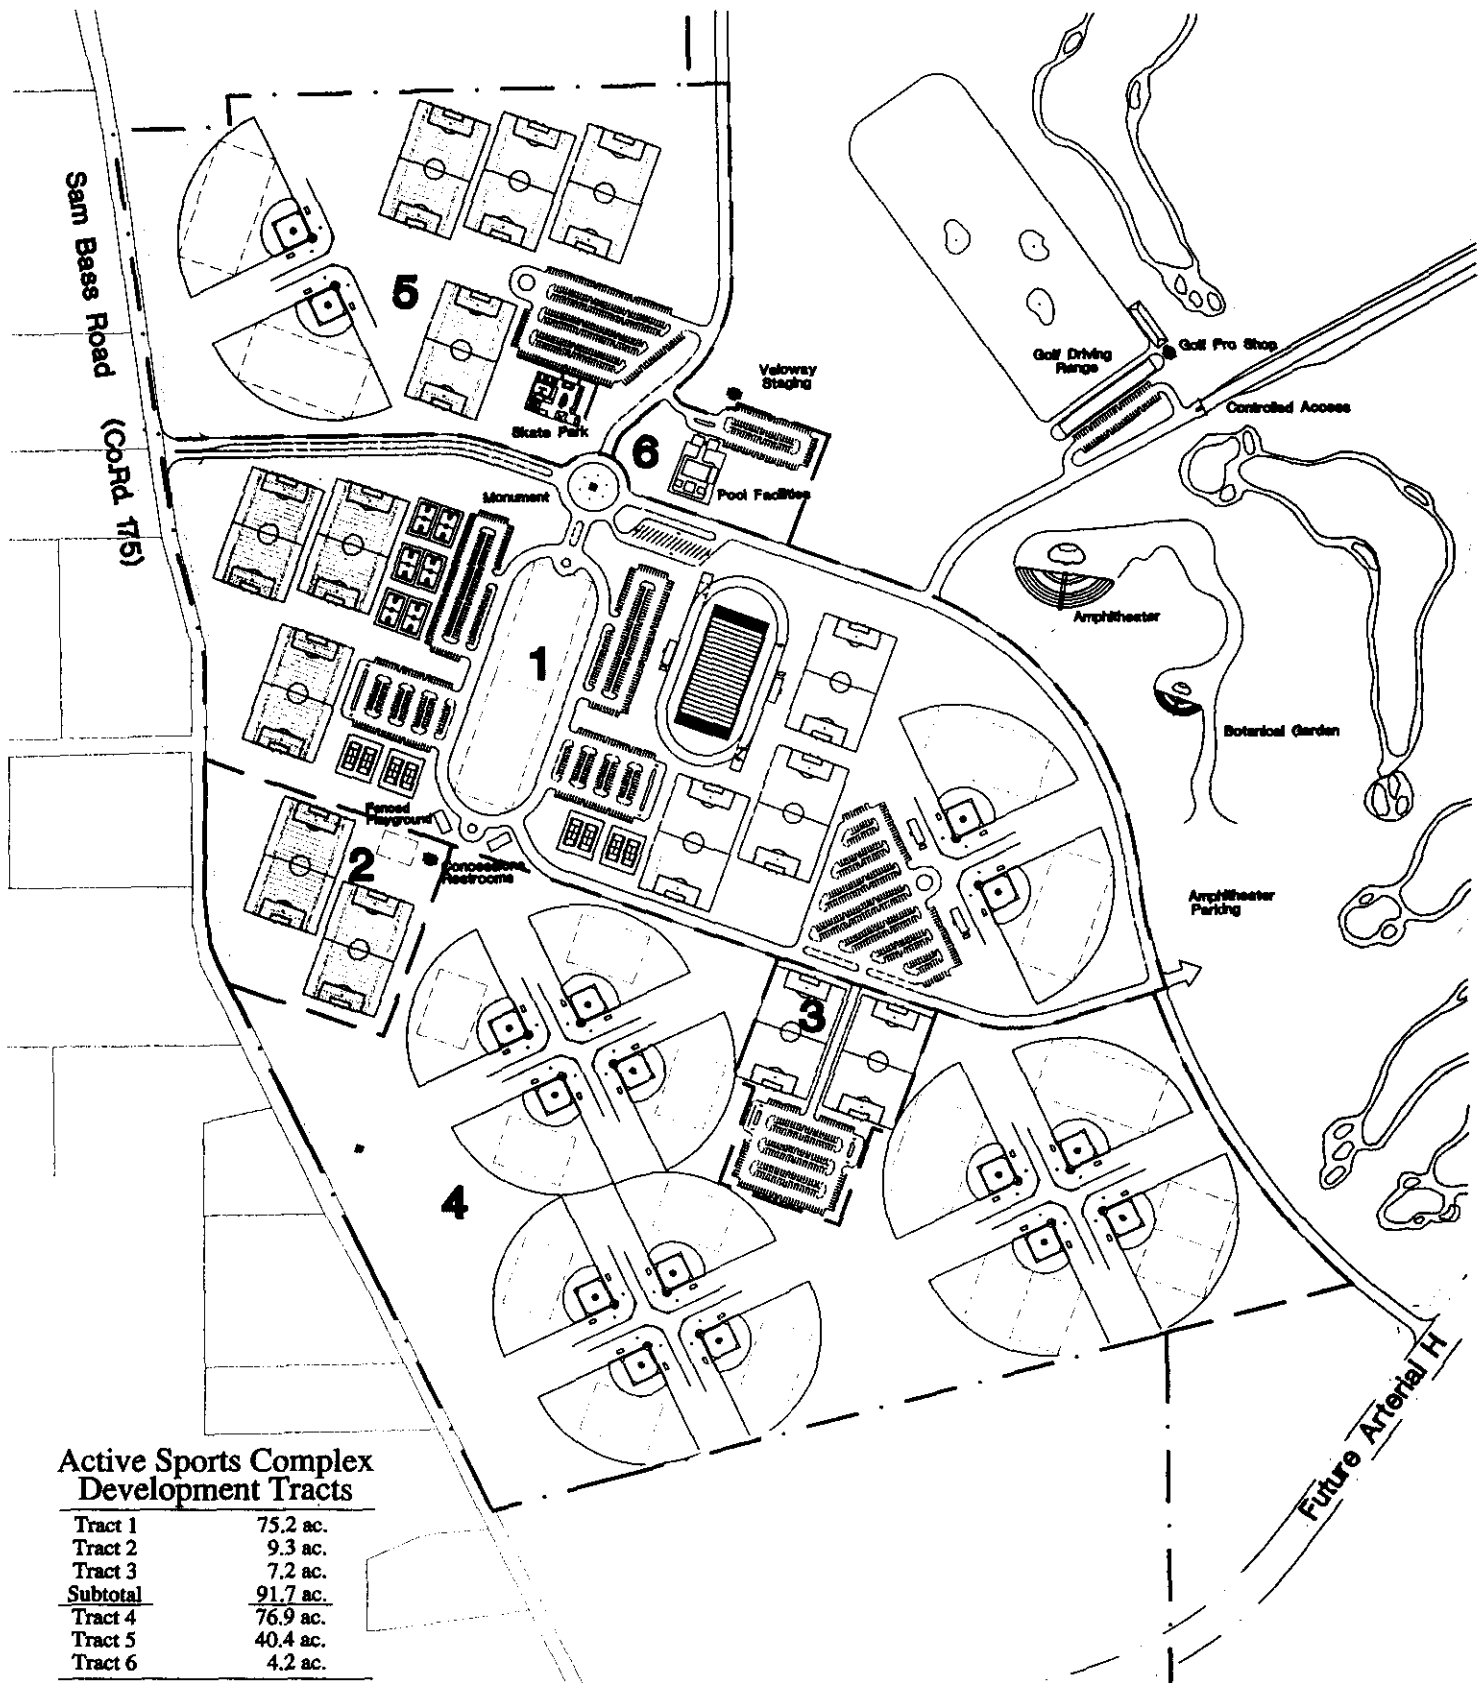 Sam Bass Road (Co.Rd. 175)
5
Skate Park
Veloway
Staging
6
Pool Facilities
Monument
Golf Driving
Range
Golf Pro Shop
Controlled Access
Amphitheater
Botanical Garden
1
Fenced
Playground
2
Concessions
Restrooms
Amphitheater
Parking
3
4
Future Arterial H
Active Sports Complex
Development Tracts
Tract 1 75.2 ac.
Tract 2 9.3 ac.
Tract 3 7.2 ac.
Subtotal 91.7 ac.
Tract 4 76.9 ac.
Tract 5 40.4 ac.
Tract 6 4.2 ac.